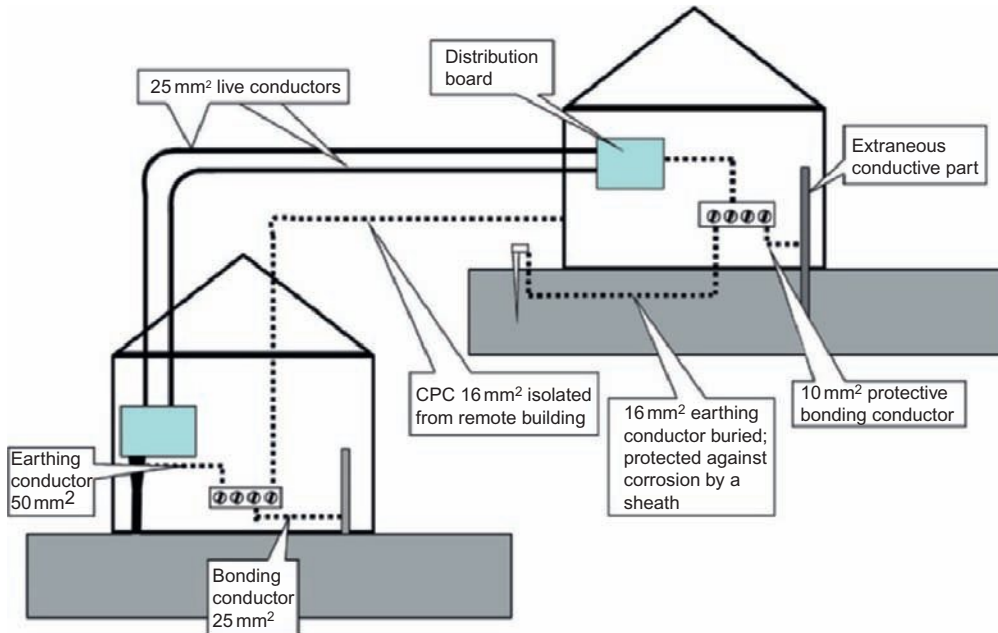 Distribution
board
25 mm² live conductors
Extraneous
conductive part
CPC 16 mm² isolated
from remote building
16 mm² earthing
conductor buried;
protected against
corrosion by a
sheath
10 mm² protective
bonding conductor
Earthing
conductor
50 mm²
Bonding
conductor
25 mm²